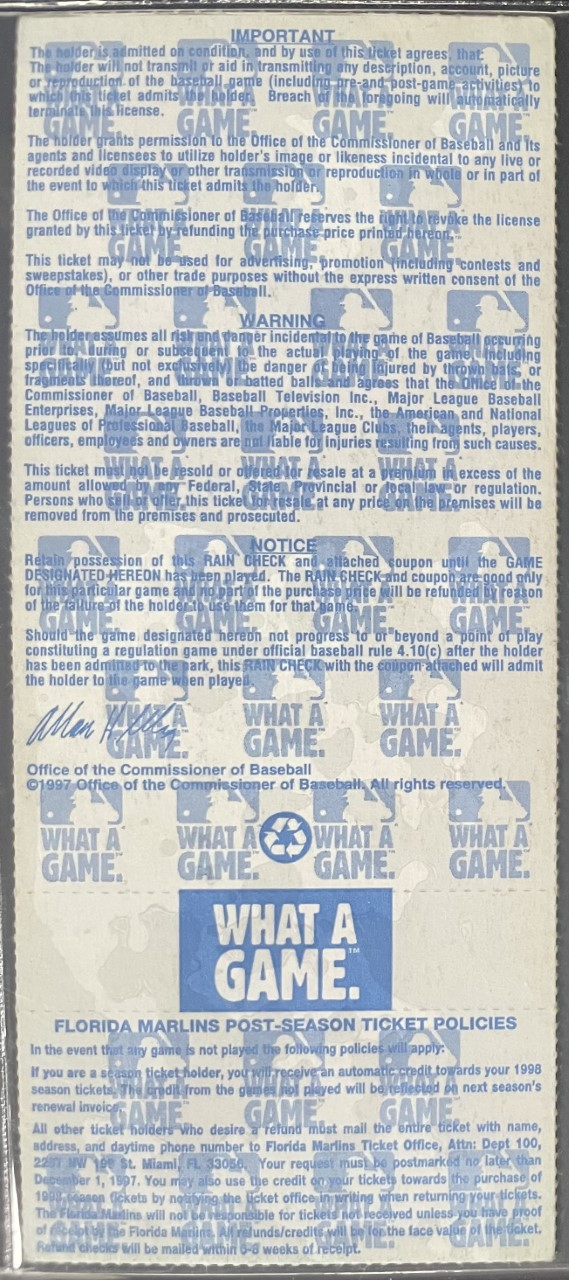 IMPORTANT
The holder is admitted on condition, and by use of this ticket agrees, that:
The holder will not transmit or aid in transmitting any description, account, picture
or reproduction of the baseball game (including pre-and post-game activities) to
which this ticket admits the holder. Breach of the foregoing will automatically
terminate this license.
The holder grants permission to the Office of the Commissioner of Baseball and its
agents and licensees to utilize holder's image or likeness incidental to any live or
recorded video display or other transmission or reproduction in whole or in part of
the event to which this ticket admits the holder.
The Office of the Commissioner of Baseball reserves the right to revoke the license
granted by this ticket by refunding the purchase price printed hereon.
This ticket may not be used for advertising, promotion (including contests and
sweepstakes), or other trade purposes without the express written consent of the
Office of the Commissioner of Baseball.
WARNING
The holder assumes all risk and danger incidental to the game of Baseball occurring
prior to, during or subsequent to the actual playing of the game, including
specifically (but not exclusively) the danger of being injured by thrown bats, or
fragments thereof, and thrown or batted balls and agrees that the Office of the
Commissioner of Baseball, Baseball Television Inc., Major League Baseball
Enterprises, Major League Baseball Properties, Inc., the American and National
Leagues of Professional Baseball, the Major League Clubs, their agents, players,
officers, employees and owners are not liable for injuries resulting from such causes.
This ticket must not be resold or offered for resale at a premium in excess of the
amount allowed by any Federal, State, Provincial or local law or regulation.
Persons who sell or offer this ticket for resale at any price on the premises will be
removed from the premises and prosecuted.
NOTICE
Retain possession of this RAIN CHECK and attached coupon until the GAME
DESIGNATED HEREON has been played. The RAIN CHECK and coupon are good only
for this particular game and no part of the purchase price will be refunded by reason
of the failure of the holder to use them for that game.
Should the game designated hereon not progress to or beyond a point of play
constituting a regulation game under official baseball rule 4.10(c) after the holder
has been admitted to the park, this RAIN CHECK with the coupon attached will admit
the holder to the game when played.
Office of the Commissioner of Baseball
©1997 Office of the Commissioner of Baseball. All rights reserved.
WHAT A
GAME.™
FLORIDA MARLINS POST-SEASON TICKET POLICIES
In the event that any game is not played the following policies will apply:
If you are a season ticket holder, you will receive an automatic credit towards your 1998
season tickets. The credit from the games not played will be reflected on next season's
renewal invoice.
All other ticket holders who desire a refund must mail the entire ticket with name,
address, and daytime phone number to Florida Marlins Ticket Office, Attn: Dept 100,
2267 NW 199 St. Miami, FL 33056. Your request must be postmarked no later than
December 1, 1997. You may also use the credit on your tickets towards the purchase of
1998 season tickets by notifying the ticket office in writing when returning your tickets.
The Florida Marlins will not be responsible for tickets not received unless you have proof
of receipt by the Florida Marlins. All refunds/credits will be for the face value of the ticket.
Refund checks will be mailed within 6-8 weeks of receipt.